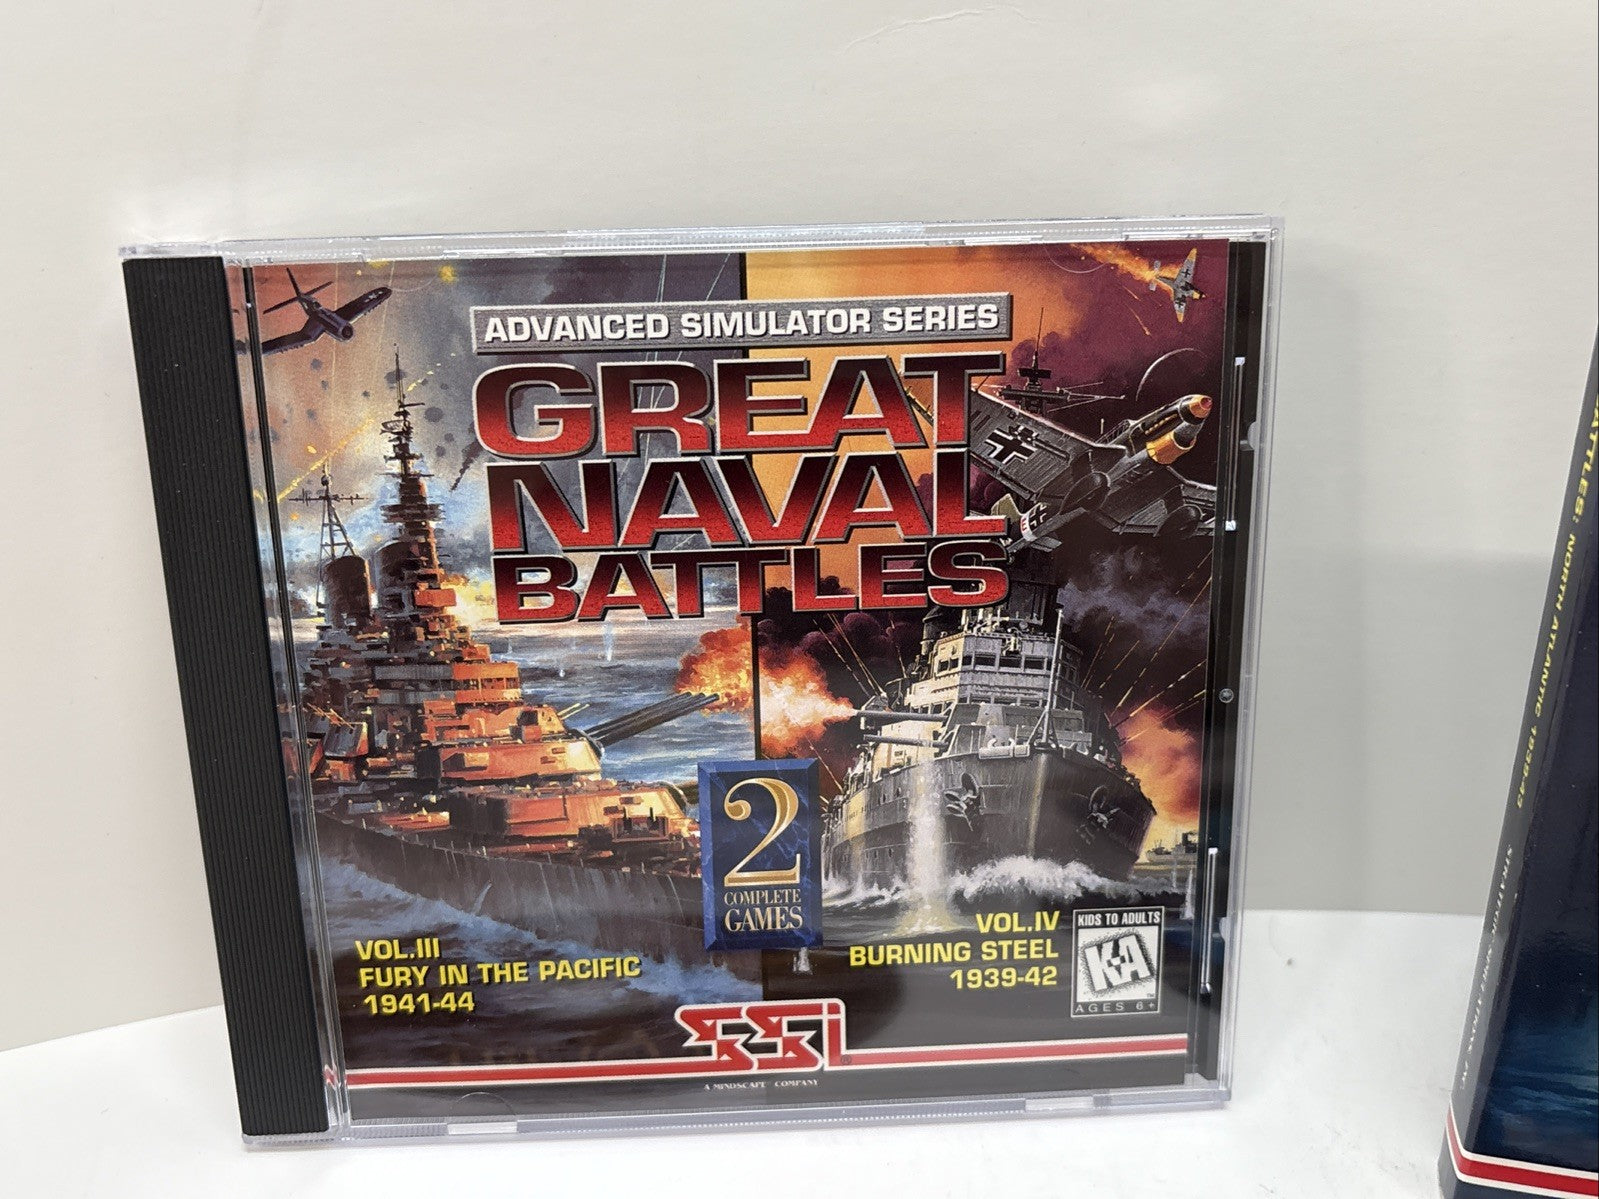 ADVANCED SIMULATOR SERIES
GREAT
NAVAL
BATTLES
2
COMPLETE
GAMES
VOL.III
FURY IN THE PACIFIC
1941-44
VOL.IV
BURNING STEEL
1939-42
KIDS TO ADULTS
K-A
AGES 6+
SSi
A MINDSCAPE COMPANY
BATTLES: NORTH ATLANTIC 1939-43